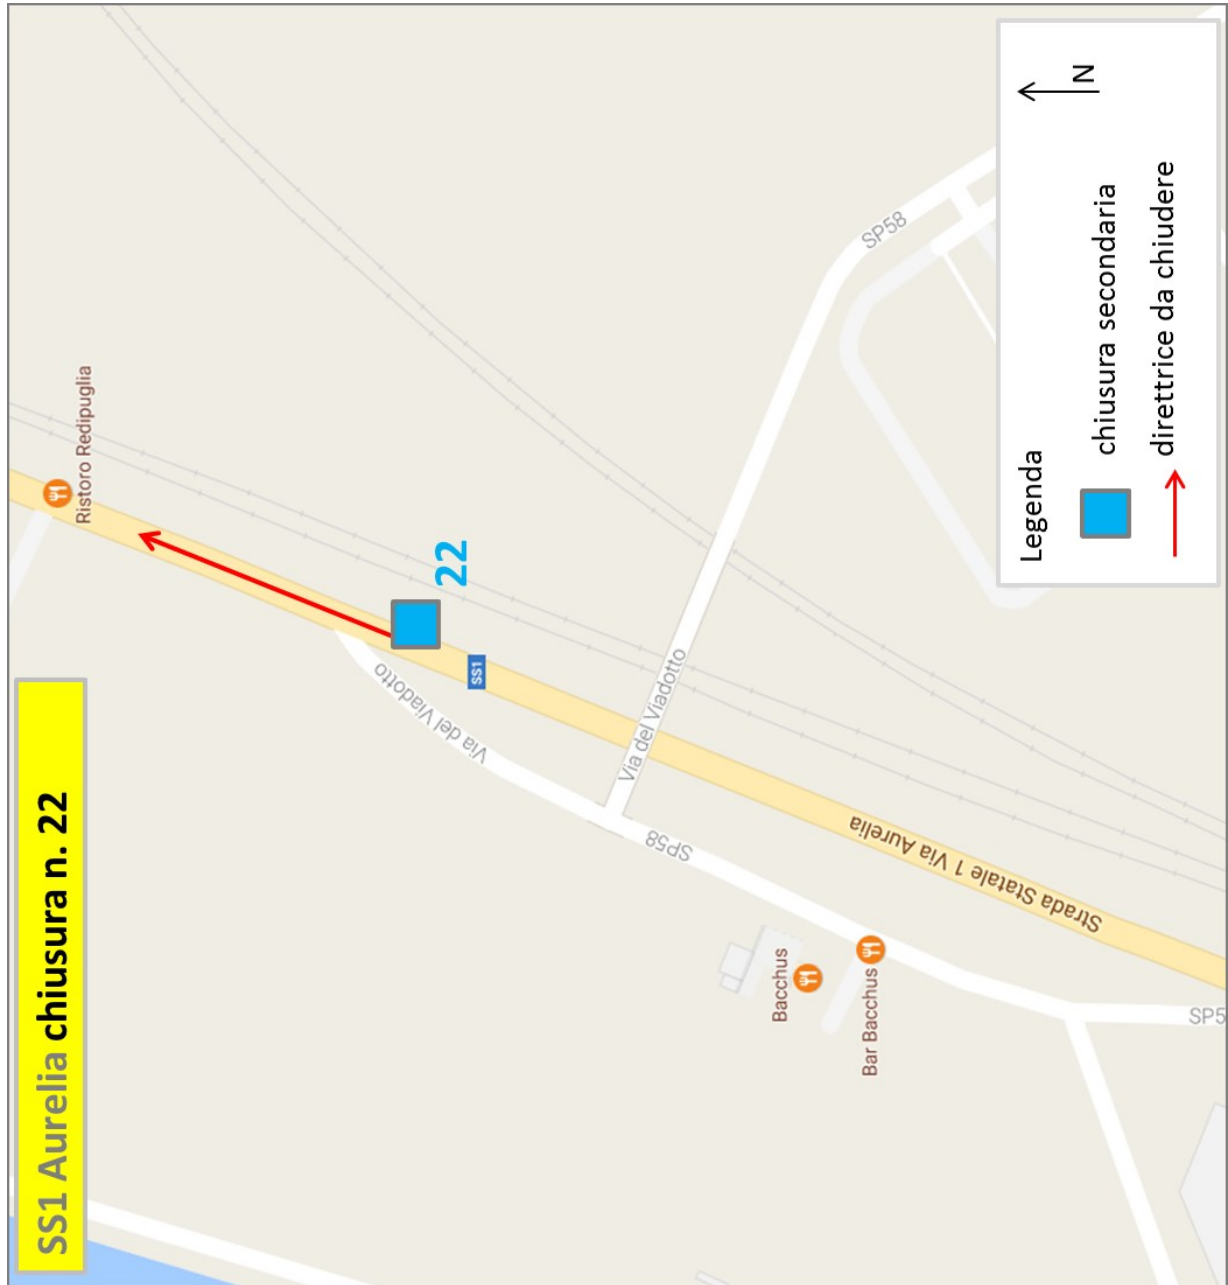 SS1 Aurelia chiusura n. 22
Ristoro Redipuglia
22
SS1
Via del Viadotto
Via del Viadotto
SP58
SP58
Strada Statale 1 Via Aurelia
Bacchus
Bar Bacchus
SP5
Legenda
N
chiusura secondaria
direttrice da chiudere